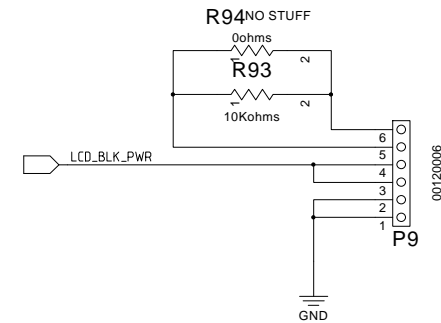 R94 NO STUFF
0ohms
1 2
R93
1 2
10Kohms
6
LCD_BLK_PWR
5
4
3
2
1
00120006
P9
GND